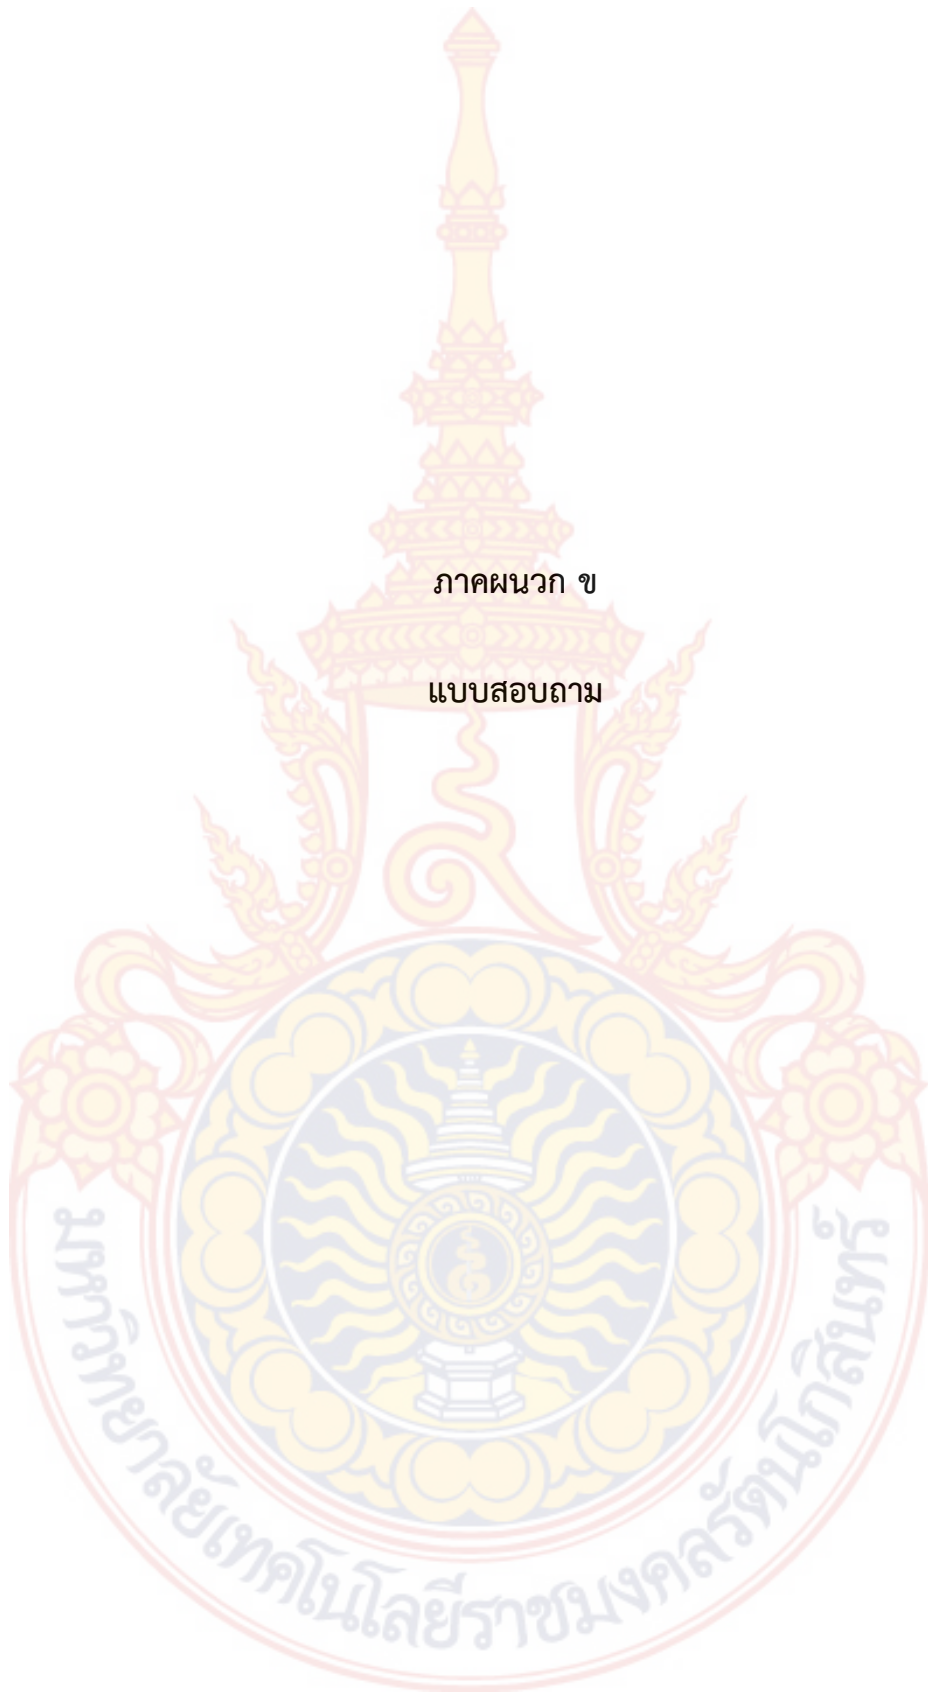 ภาคผนวก ข
แบบสอบถาม
มหาวิทยาลัยเทคโนโลยีราชมงคลรัตนโกสินทร์